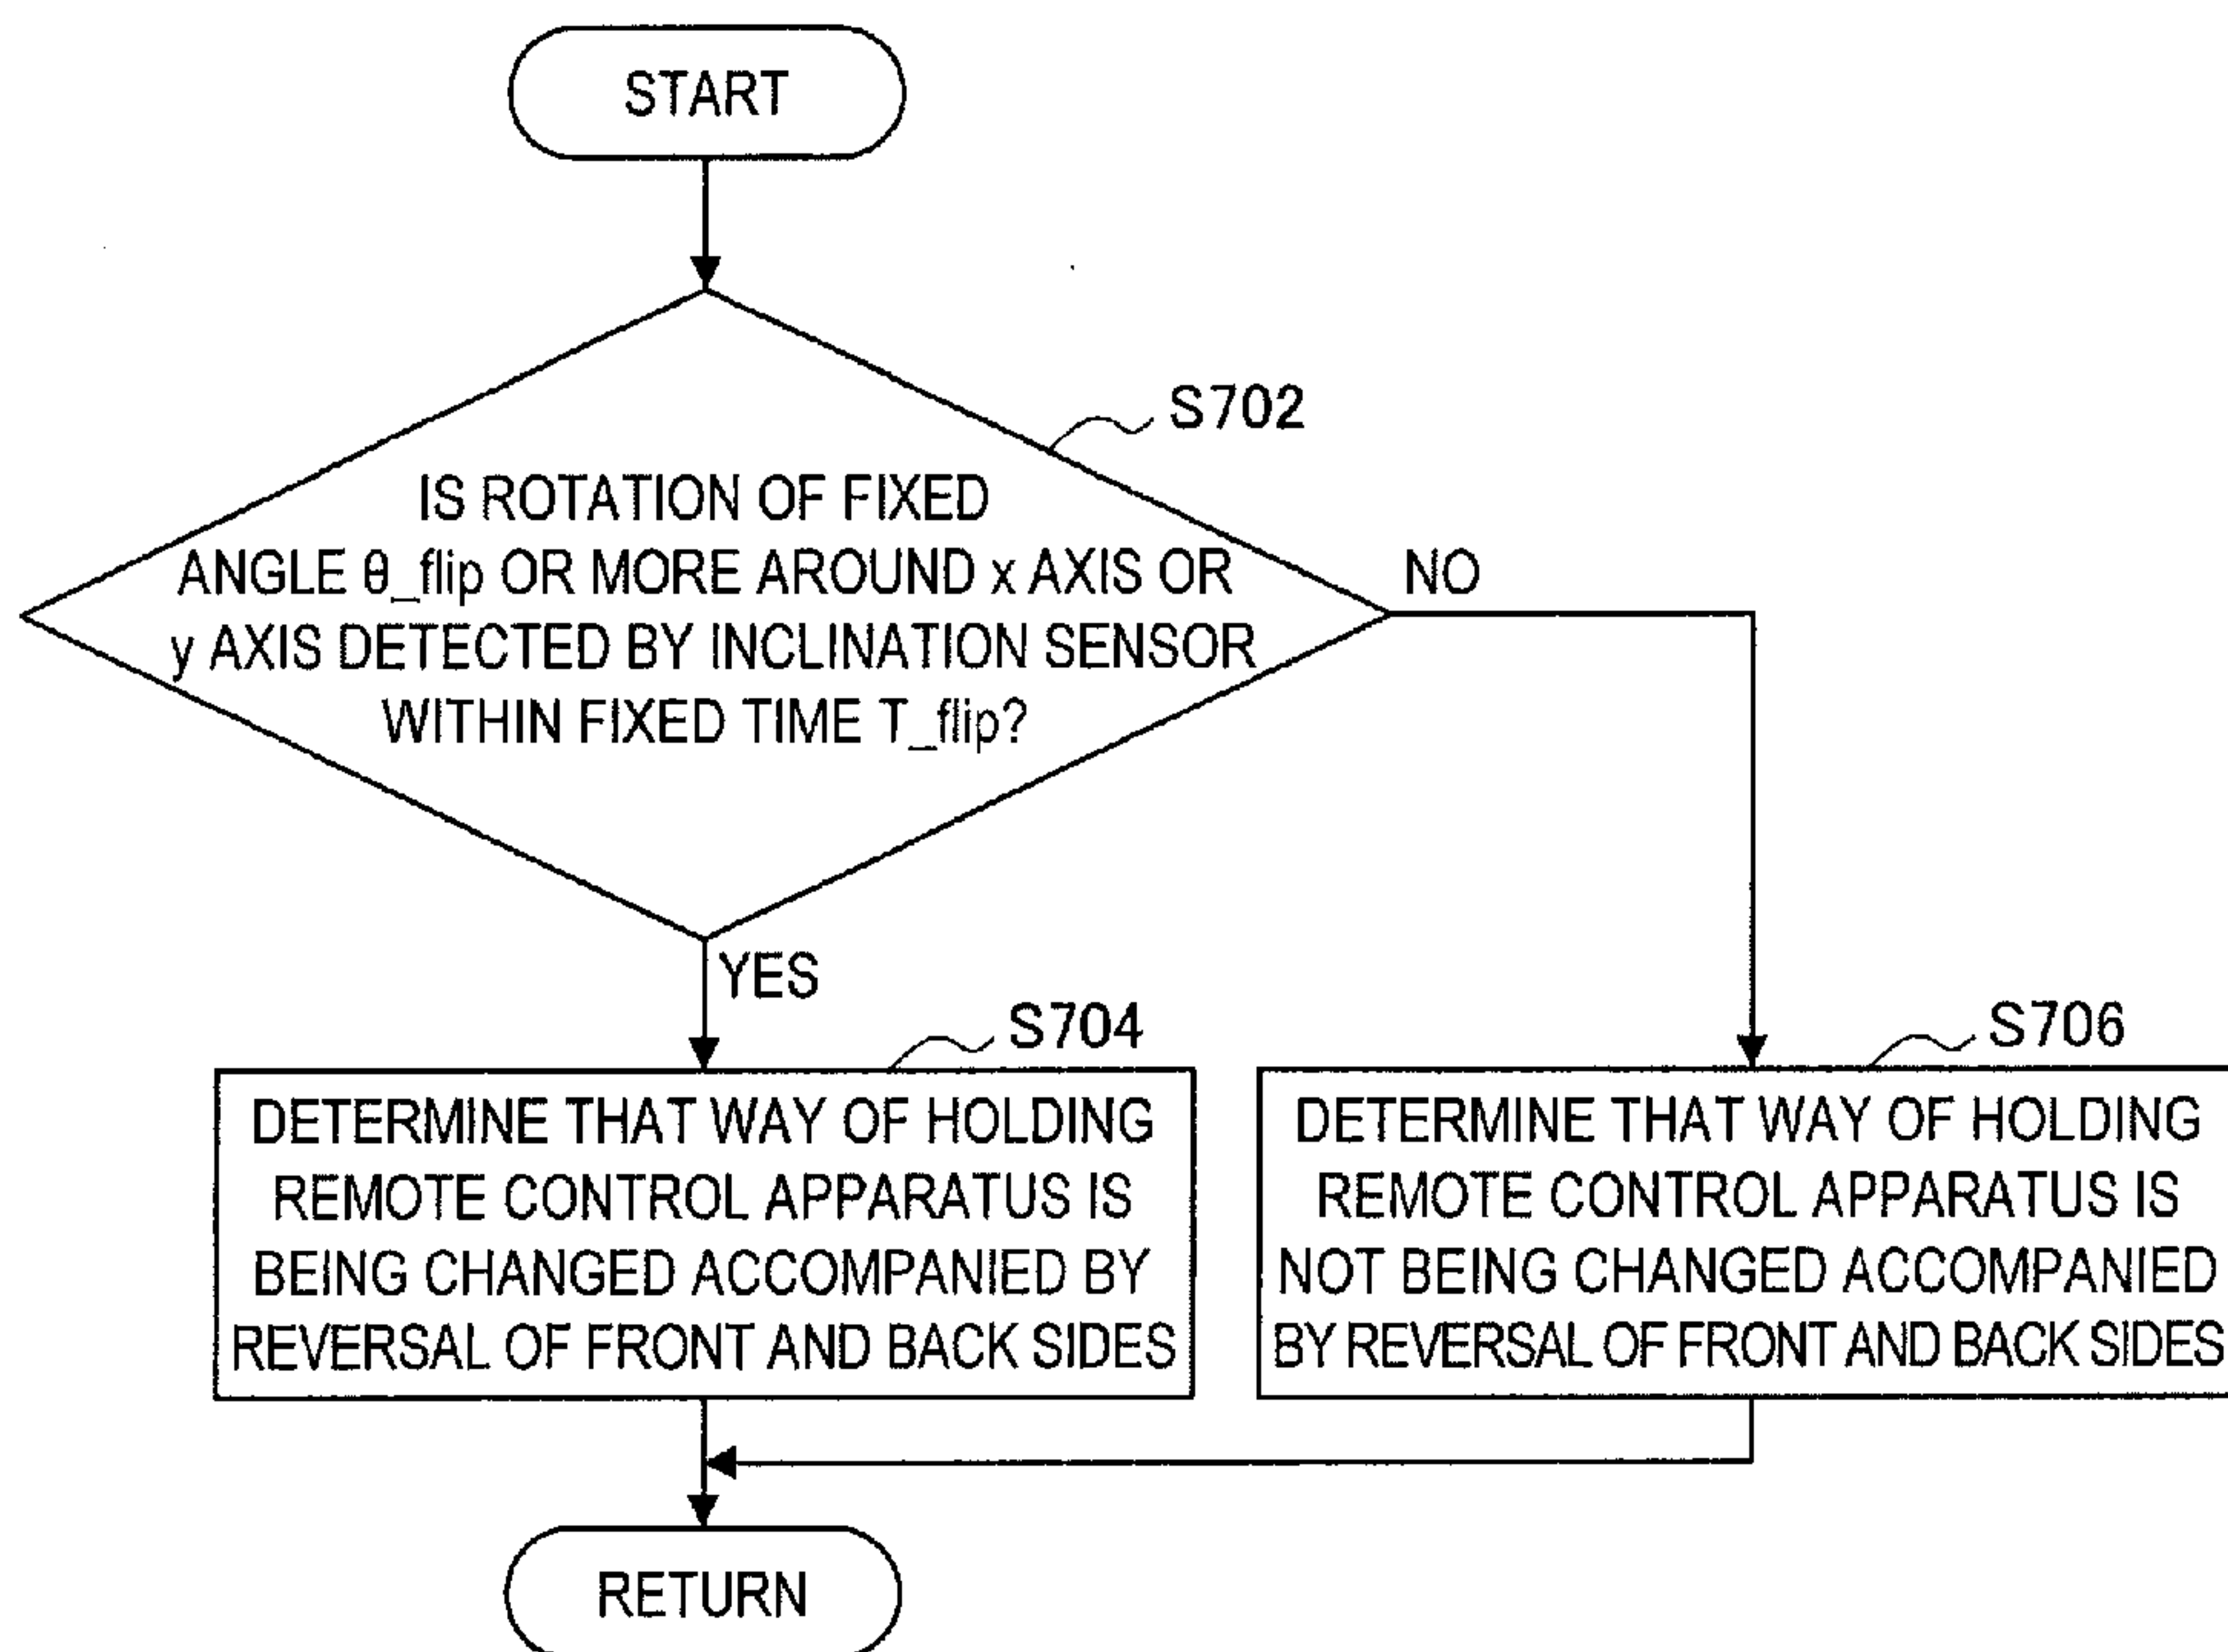 START
S702
IS ROTATION OF FIXED
ANGLE θ_flip OR MORE AROUND x AXIS OR
y AXIS DETECTED BY INCLINATION SENSOR
WITHIN FIXED TIME T_flip?
NO
YES
S704
DETERMINE THAT WAY OF HOLDING
REMOTE CONTROL APPARATUS IS
BEING CHANGED ACCOMPANIED BY
REVERSAL OF FRONT AND BACK SIDES
S706
DETERMINE THAT WAY OF HOLDING
REMOTE CONTROL APPARATUS IS
NOT BEING CHANGED ACCOMPANIED
BY REVERSAL OF FRONT AND BACK SIDES
RETURN